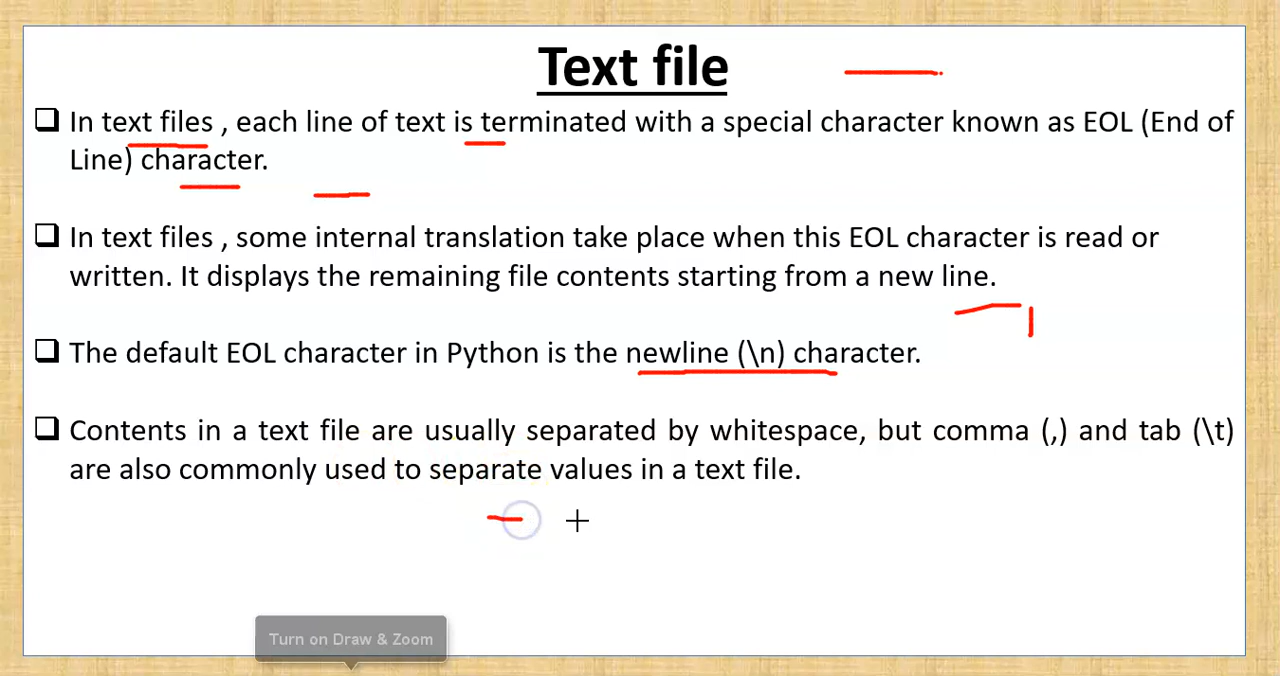 Text file
In text files , each line of text is terminated with a special character known as EOL (End of
Line) character.
In text files , some internal translation take place when this EOL character is read or
written. It displays the remaining file contents starting from a new line.
The default EOL character in Python is the newline (\n) character.
Contents in a text file are usually separated by whitespace, but comma (,) and tab (\t)
are also commonly used to separate values in a text file.
Turn on Draw & Zoom